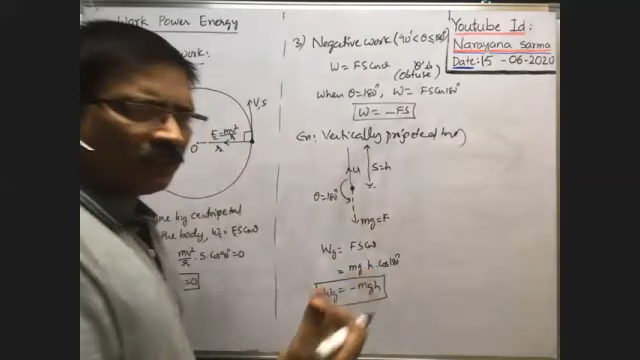 Work Power Energy
work:
V,S
F = mv²/r
O
r
one by centripetal
the body, W = FS Cosθ
mv²/r . S. Cos90° = 0
= 0
3) Negative work (90° < θ ≤ 180°)
W = FS Cosθ
(obtuse)
when θ = 180°, W = FS Cos180°
W = -FS
Ex: Vertically projected
u
S = h
θ = 180°
mg = F
Wg = FS Cosθ
= mg h. Cos180°
Wg = -mgh
Youtube Id:
Narayana sarma
Date: 15 - 06 - 2020